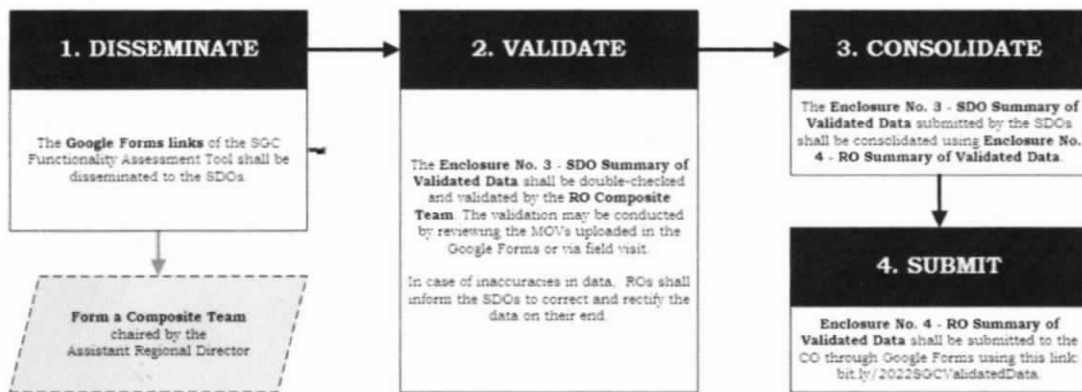 1. DISSEMINATE
The Google Forms links of the SGC
Functionality Assessment Tool shall be
disseminated to the SDOs.
Form a Composite Team
chaired by the
Assistant Regional Director
2. VALIDATE
The Enclosure No. 3 - SDO Summary of
Validated Data shall be double-checked
and validated by the RO Composite
Team. The validation may be conducted
by reviewing the MOVs uploaded in the
Google Forms or via field visit.
In case of inaccuracies in data, ROs shall
inform the SDOs to correct and rectify the
data on their end.
3. CONSOLIDATE
The Enclosure No. 3 - SDO Summary of
Validated Data submitted by the SDOs
shall be consolidated using Enclosure No.
4 - RO Summary of Validated Data.
4. SUBMIT
Enclosure No. 4 - RO Summary of
Validated Data shall be submitted to the
CO through Google Forms using this link:
bit.ly/2022SGCValidatedData.